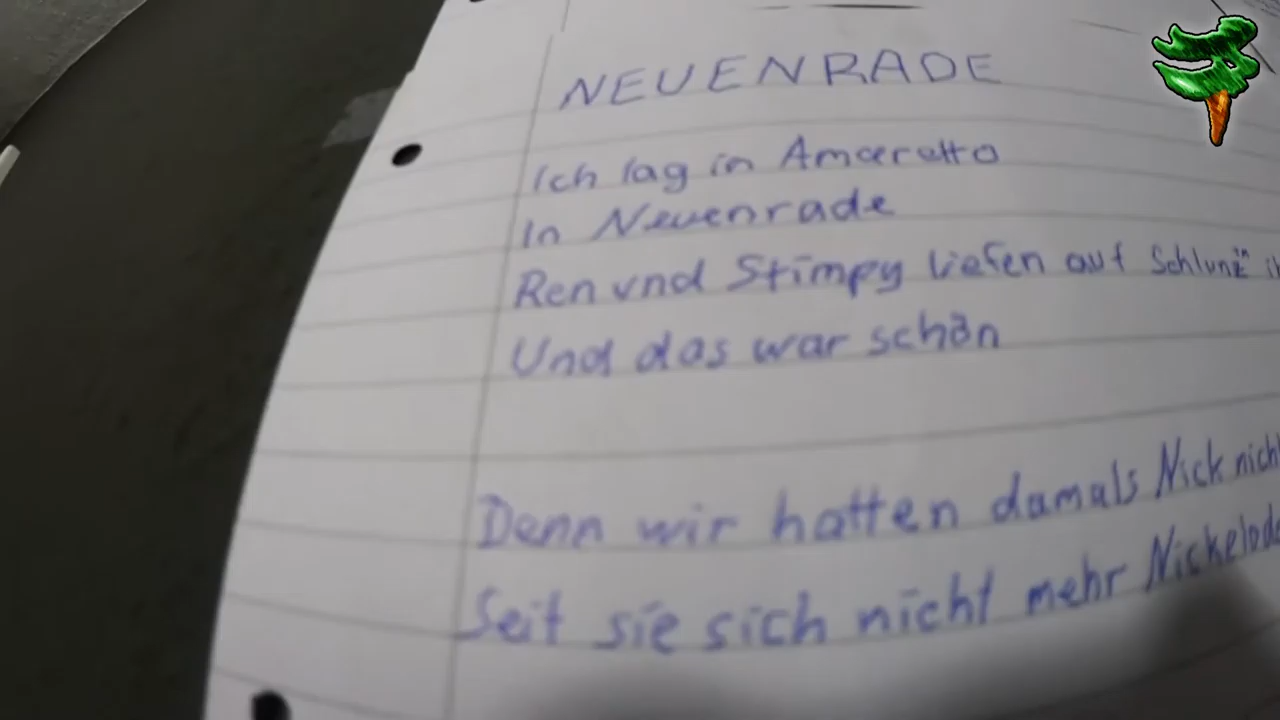 NEUENRADE
Ich lag in Amaretto
In Neuenrade
Ren und Stimpy liefen auf
Und das war schön
Denn wir hatten damals Nick nicht
Seit sie sich nicht mehr